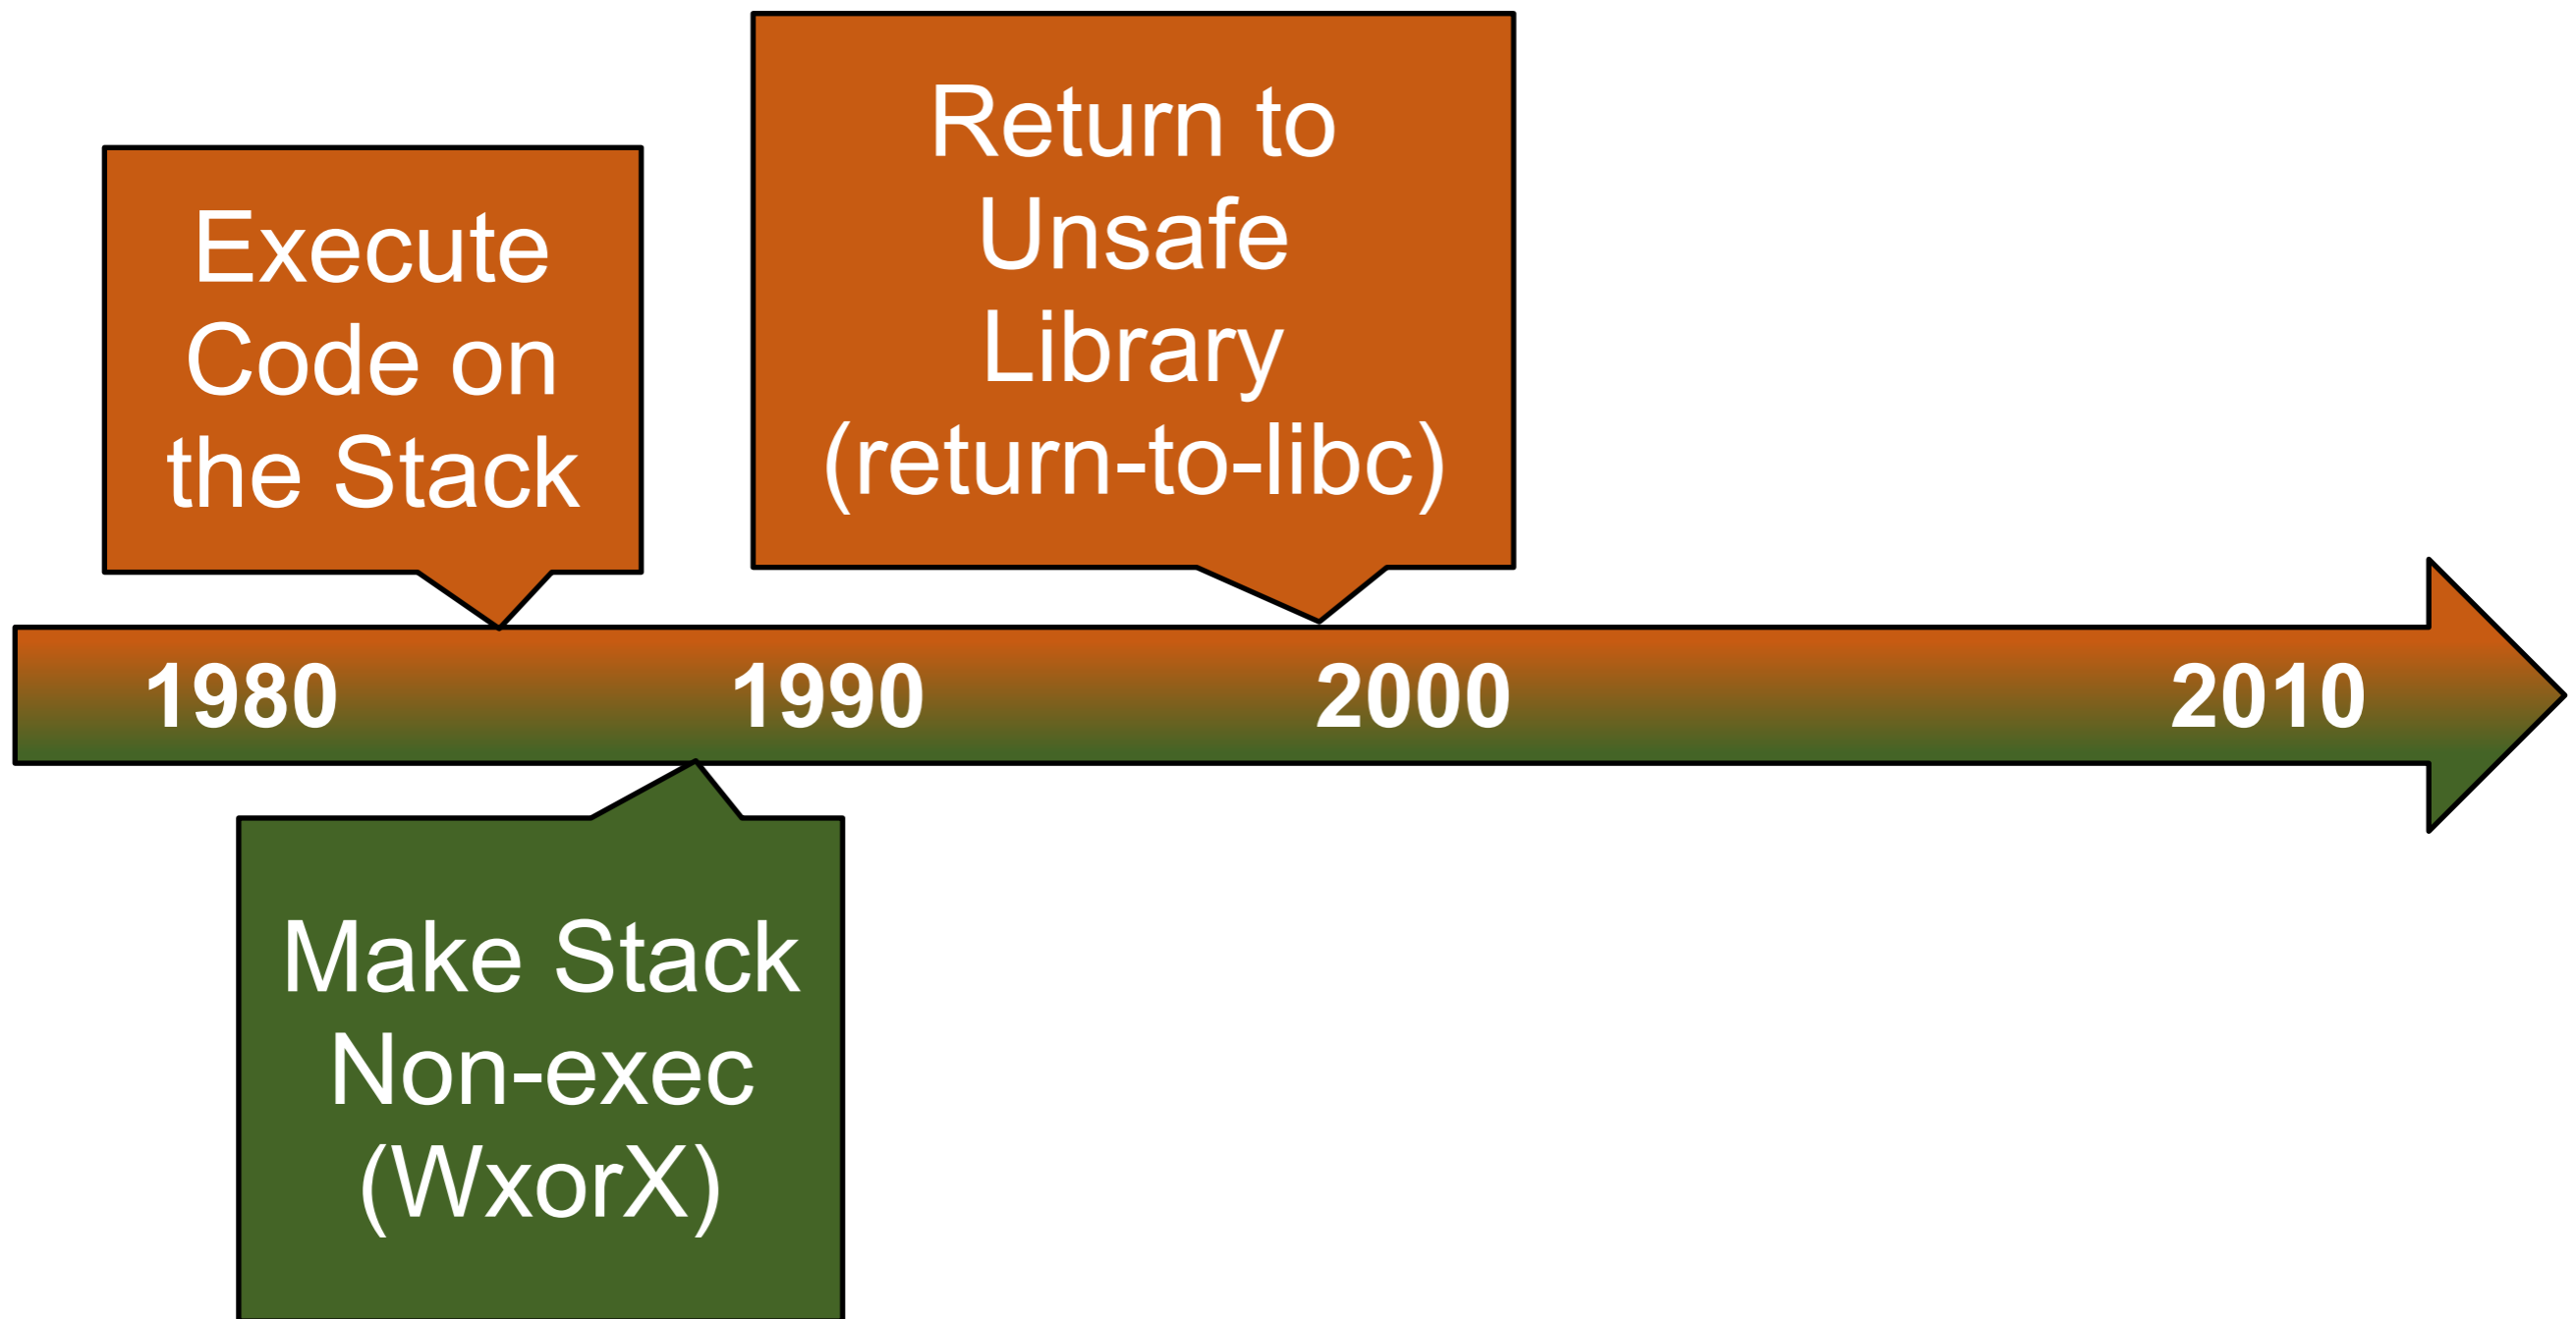 Execute
Code on
the Stack
Return to
Unsafe
Library
(return-to-libc)
1980 1990 2000 2010
Make Stack
Non-exec
(WxorX)